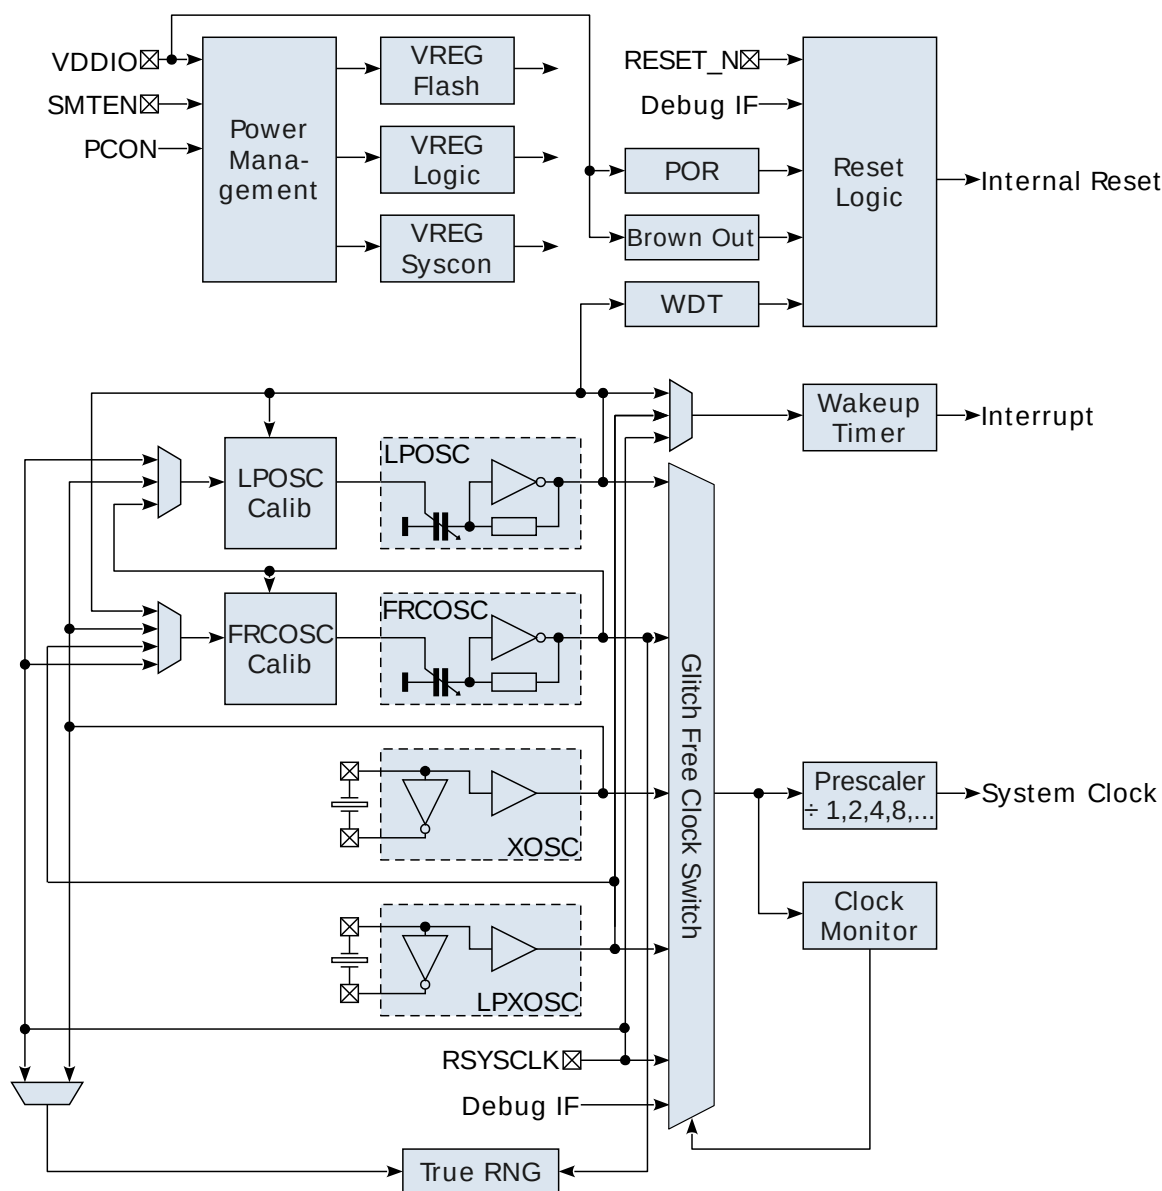 VDDIO
SMTEN
PCON
Power
Mana-
gement
VREG
Flash
VREG
Logic
VREG
Syscon
RESET_N
Debug IF
POR
Brown Out
WDT
Reset
Logic
Internal Reset
LPOSC
Calib
LPOSC
Wakeup
Timer
Interrupt
FRCOSC
Calib
FRCOSC
XOSC
LPXOSC
RSYSCLK
Debug IF
Glitch Free Clock Switch
Prescaler
÷ 1,2,4,8,...
System Clock
Clock
Monitor
True RNG